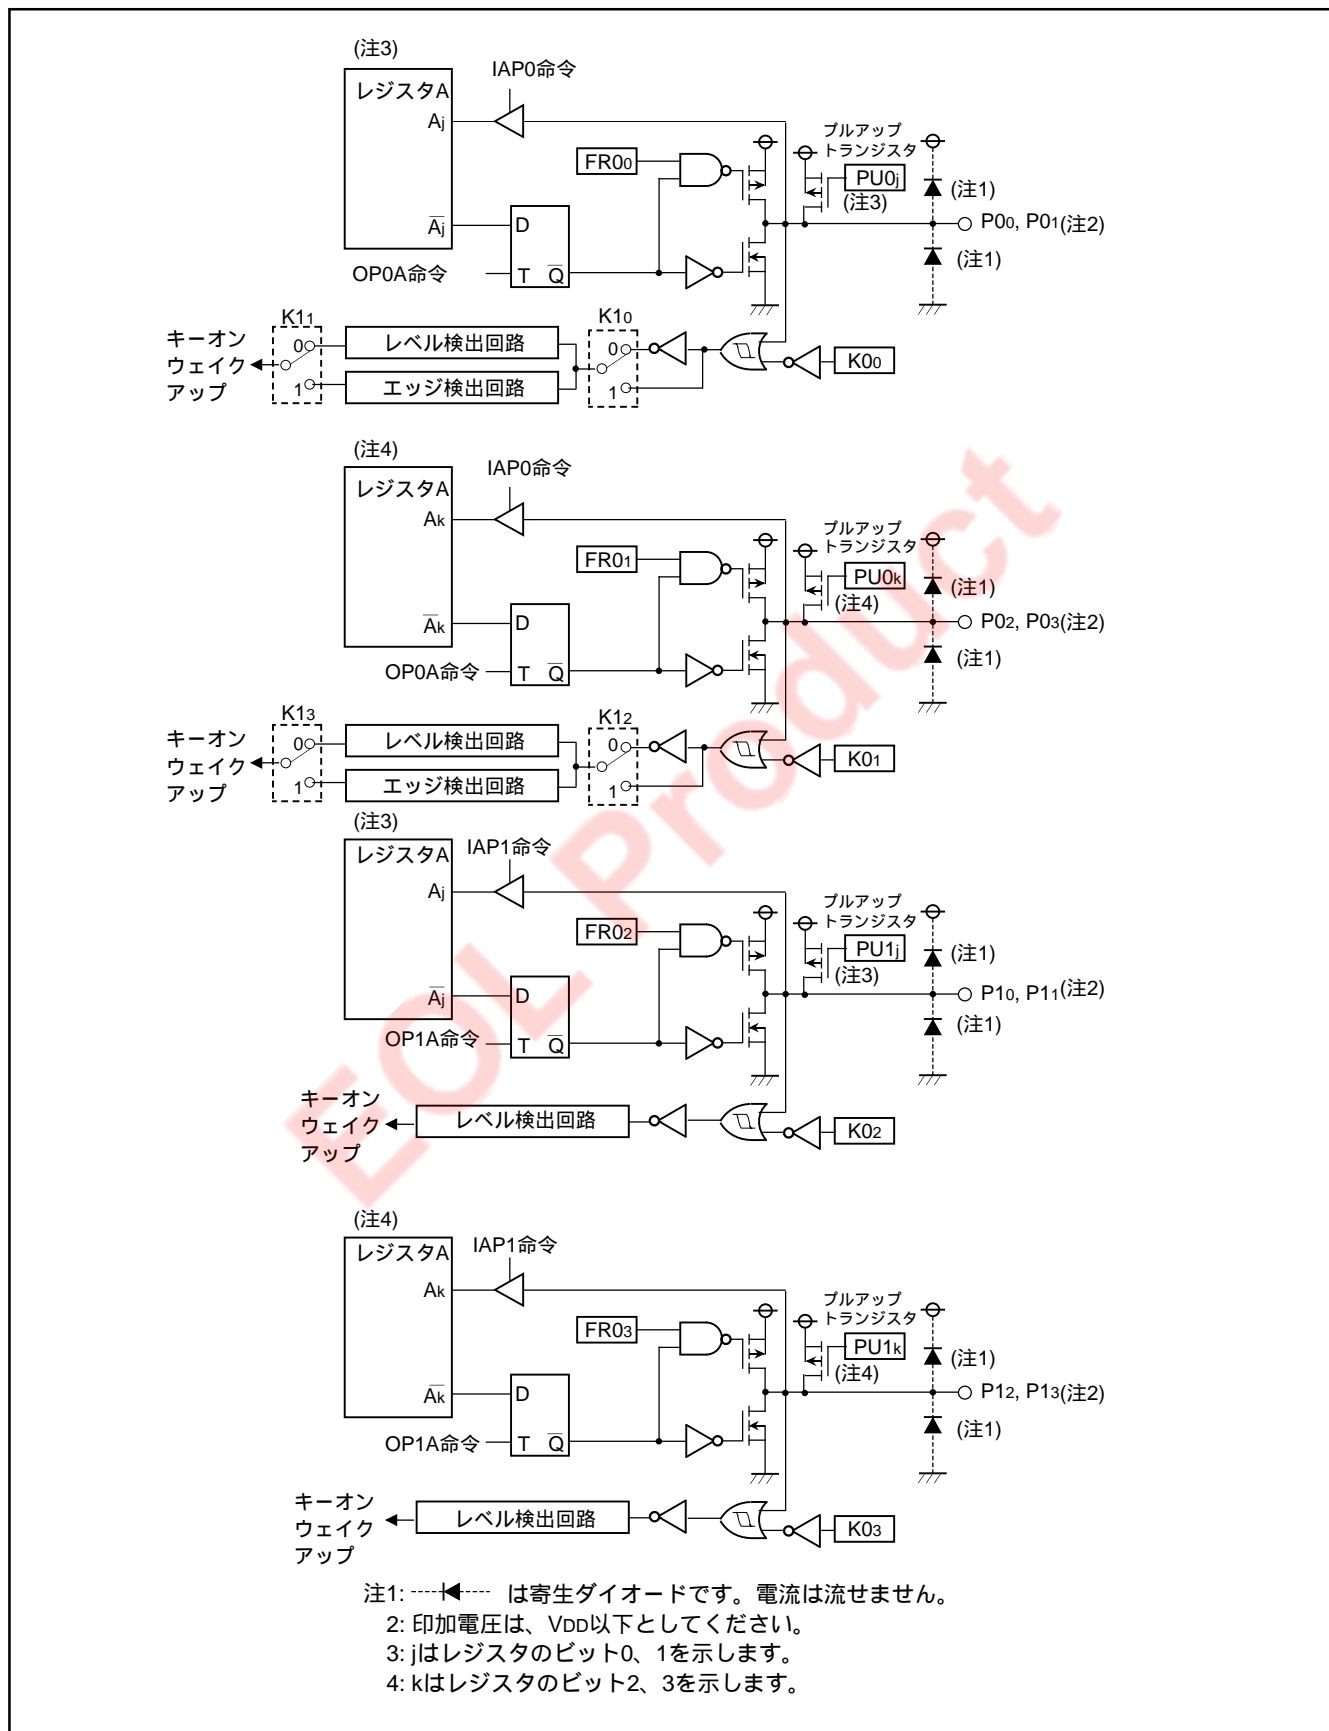 (注3)
レジスタA
IAP0命令
Aj
プルアップ
トランジスタ
FR00
PU0j
(注1)
(注3)
Aj
D
P00, P01(注2)
(注1)
OP0A命令
T Q
K11
K10
キーオン
ウェイク
アップ
0
レベル検出回路
0
K00
1
エッジ検出回路
1
(注4)
レジスタA
IAP0命令
Ak
プルアップ
トランジスタ
FR01
PU0k
(注1)
(注4)
Ak
D
P02, P03(注2)
(注1)
OP0A命令
T Q
K13
K12
キーオン
ウェイク
アップ
0
レベル検出回路
0
K01
1
エッジ検出回路
1
(注3)
レジスタA
IAP1命令
Aj
プルアップ
トランジスタ
FR02
PU1j
(注1)
(注3)
Aj
D
P10, P11(注2)
(注1)
OP1A命令
T Q
キーオン
ウェイク
アップ
レベル検出回路
K02
(注4)
レジスタA
IAP1命令
Ak
プルアップ
トランジスタ
FR03
PU1k
(注1)
(注4)
Ak
D
P12, P13(注2)
(注1)
OP1A命令
T Q
キーオン
ウェイク
アップ
レベル検出回路
K03
注1: は寄生ダイオードです。電流は流せません。
2: 印加電圧は、VDD以下としてください。
3: jはレジスタのビット0、1を示します。
4: kはレジスタのビット2、3を示します。
EOL Product